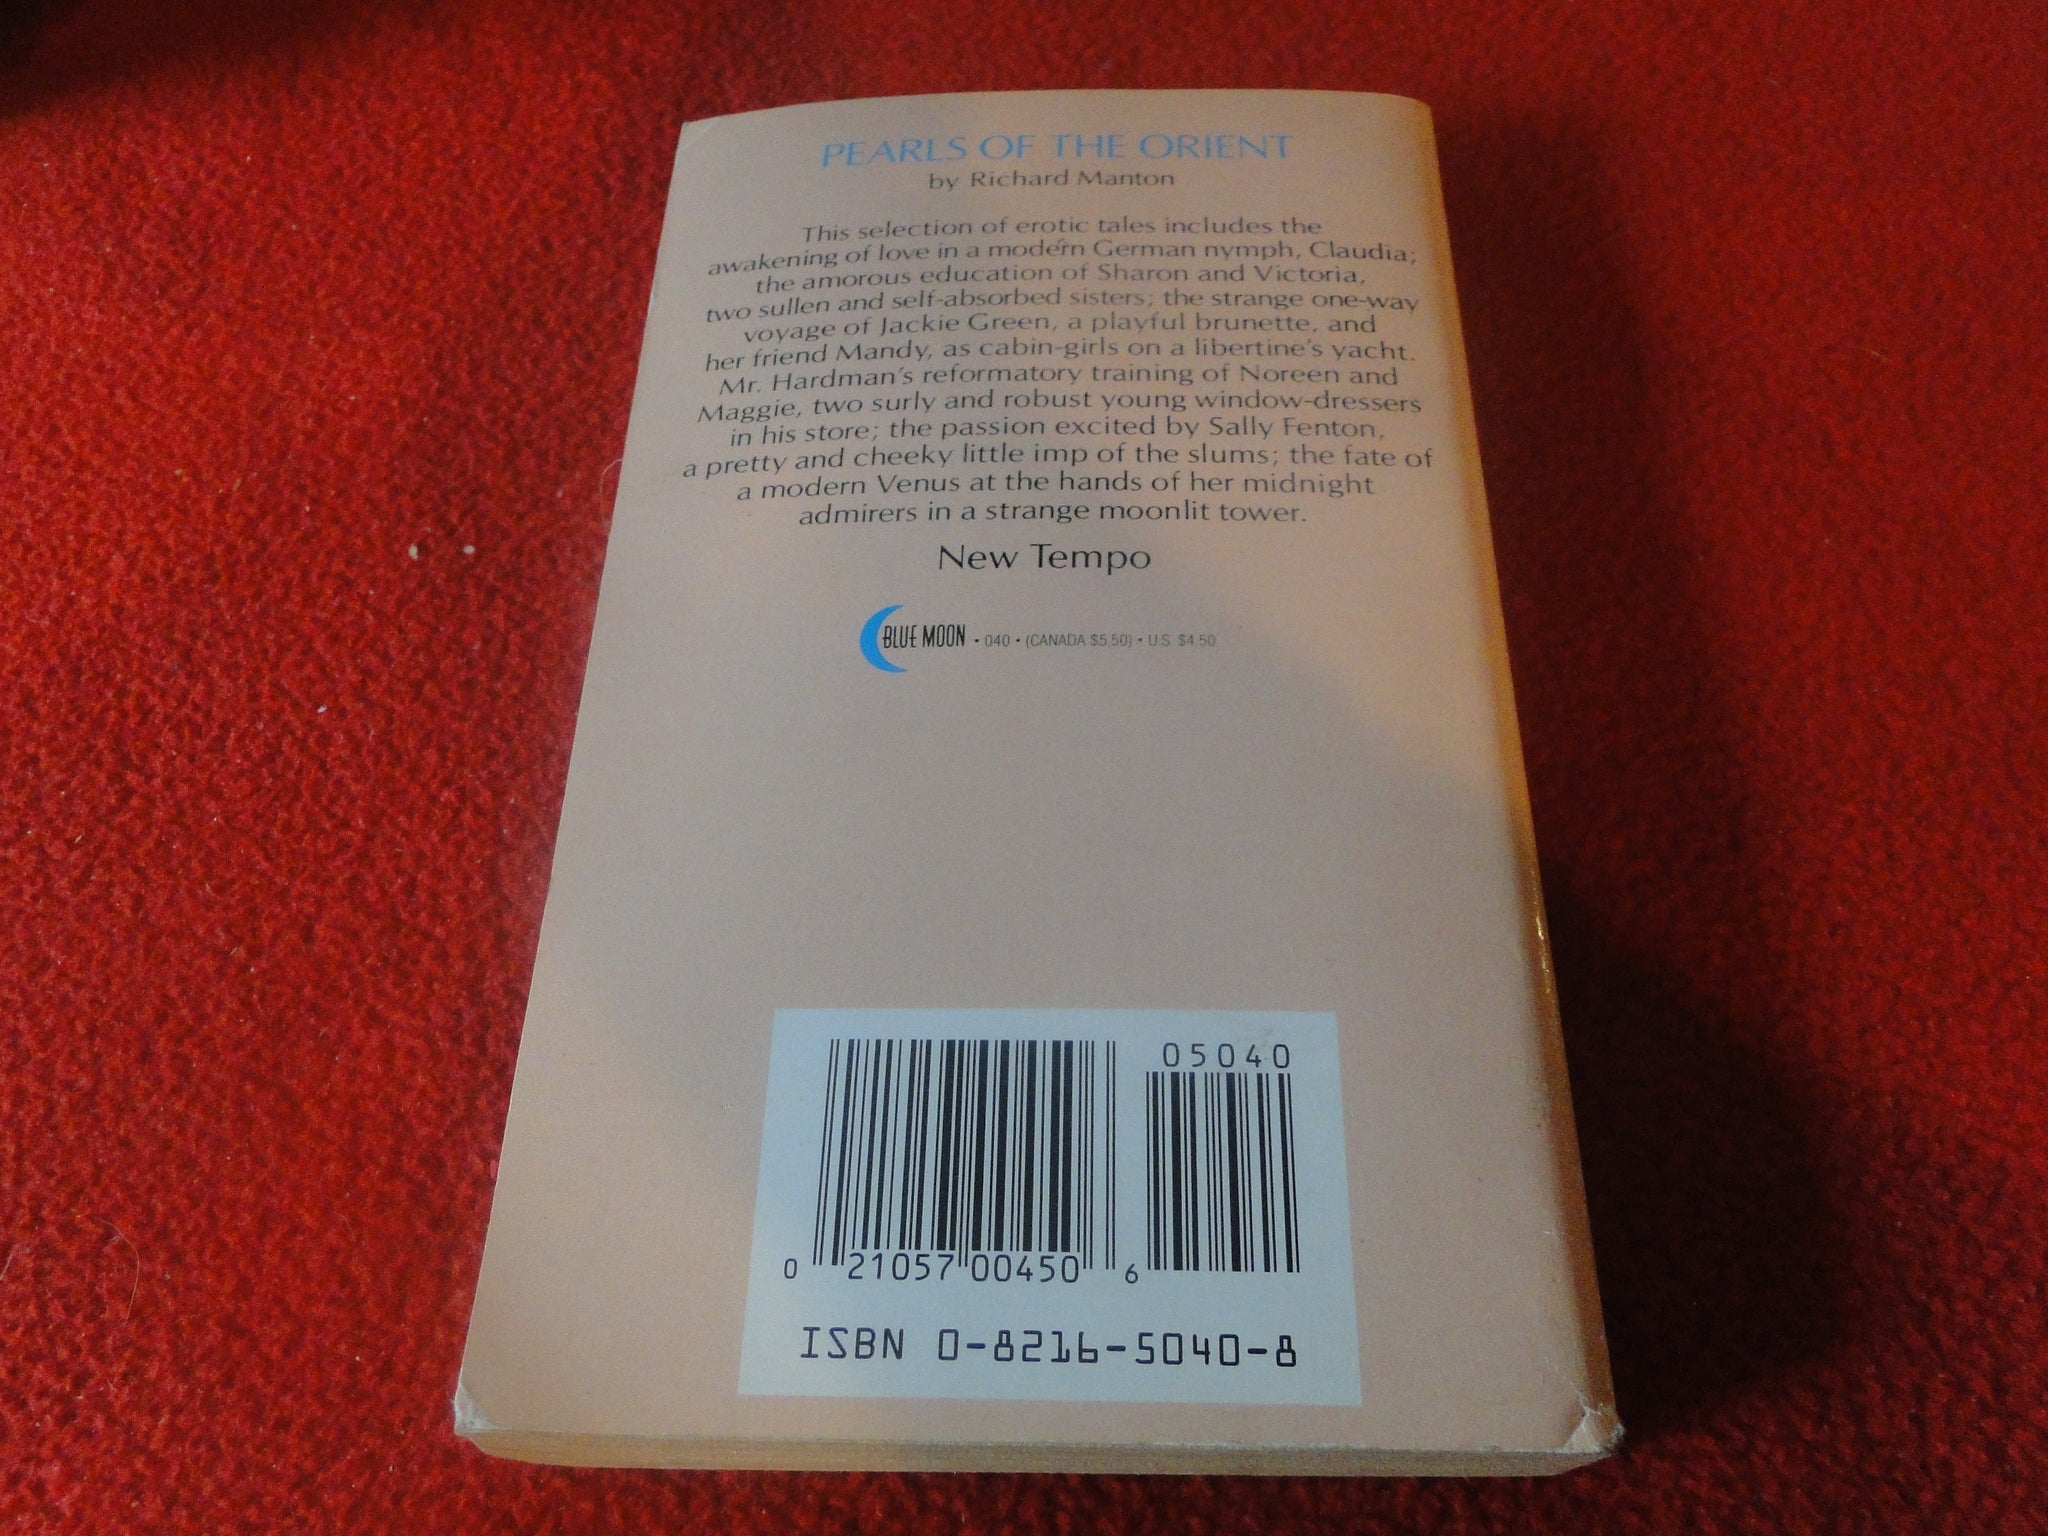 PEARLS OF THE ORIENT
by Richard Manton
This selection of erotic tales includes the
awakening of love in a modern German nymph, Claudia;
the amorous education of Sharon and Victoria,
two sullen and self-absorbed sisters; the strange one-way
voyage of Jackie Green, a playful brunette, and
her friend Mandy, as cabin-girls on a libertine's yacht.
Mr. Hardman's reformatory training of Noreen and
Maggie, two surly and robust young window-dressers
in his store; the passion excited by Sally Fenton,
a pretty and cheeky little imp of the slums; the fate of
a modern Venus at the hands of her midnight
admirers in a strange moonlit tower.
New Tempo
BLUE MOON • 040 • (CANADA $5.50) • U.S. $4.50
05040
0 21057 00450 6
ISBN 0-8216-5040-8